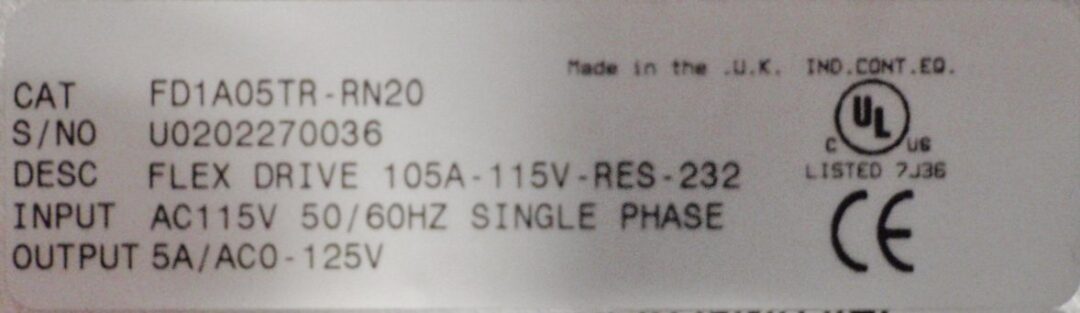 Made in the .U.K. IND.CONT.EQ.
CAT FD1A05TR-RN20
S/NO U0202270036
DESC FLEX DRIVE 105A-115V-RES-232
INPUT AC115V 50/60HZ SINGLE PHASE
OUTPUT 5A/AC0-125V
UL
C US
LISTED 7J36
CE